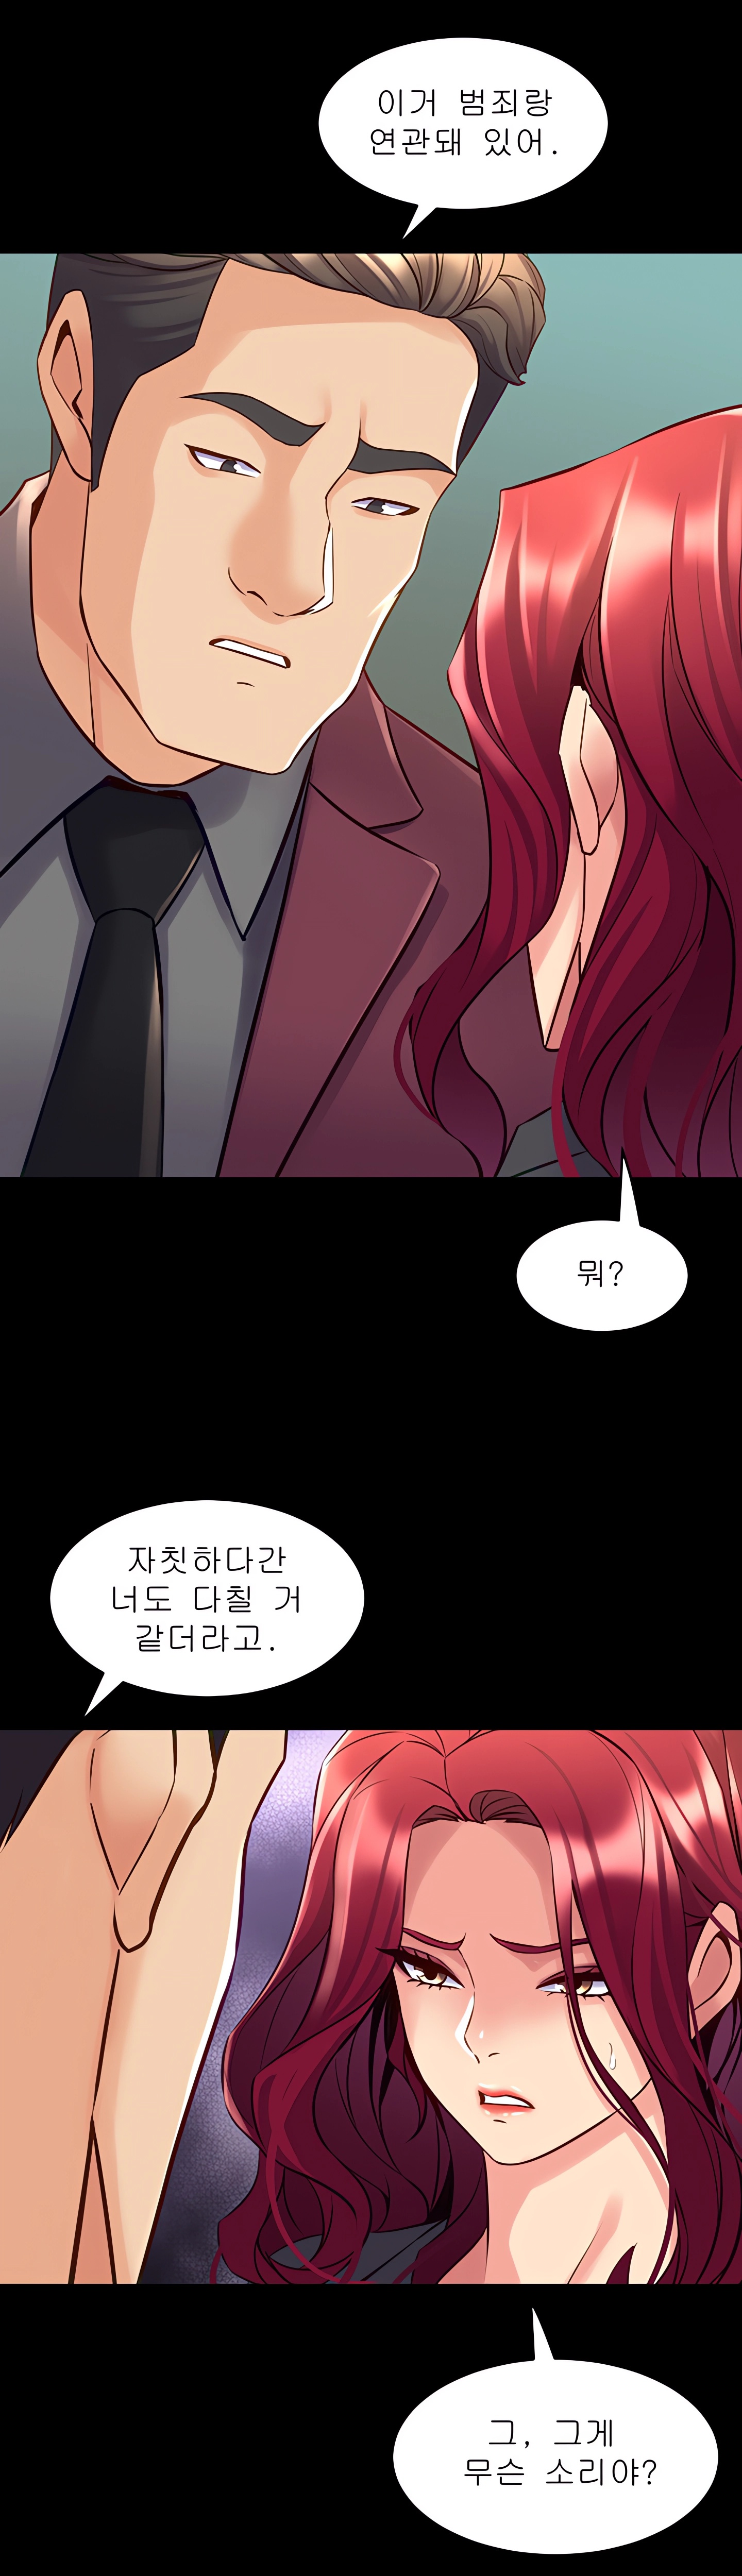 이거 범죄랑
연관돼 있어.
뭐?
자칫하다간
너도 다칠 거
같더라고.
그, 그게
무슨 소리야?